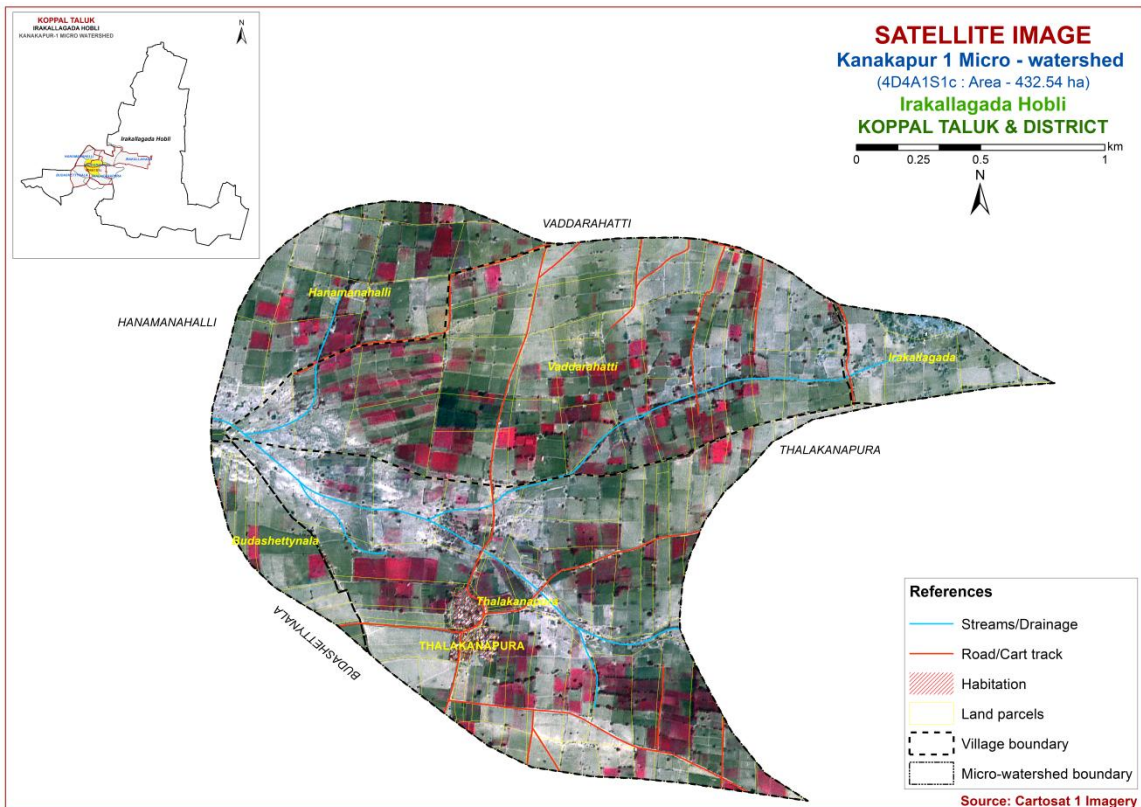 KOPPAL TALUK
IRAKALLAGADA HOBLI
KANAKAPUR-1 MICRO WATERSHED
N
Irakallagada Hobli
SATELLITE IMAGE
Kanakapur 1 Micro - watershed
(4D4A1S1c : Area - 432.54 ha)
Irakallagada Hobli
KOPPAL TALUK & DISTRICT
km
0 0.25 0.5 1
N
VADDARAHATTI
HANAMANAHALLI
Hanamanahalli
Vaddarahatti
Irakallagada
THALAKANAPURA
Budashettynala
Thalakanapura
THALAKANAPURA
BUDASHETTYNALA
References
Streams/Drainage
Road/Cart track
Habitation
Land parcels
Village boundary
Micro-watershed boundary
Source: Cartosat 1 Imagery